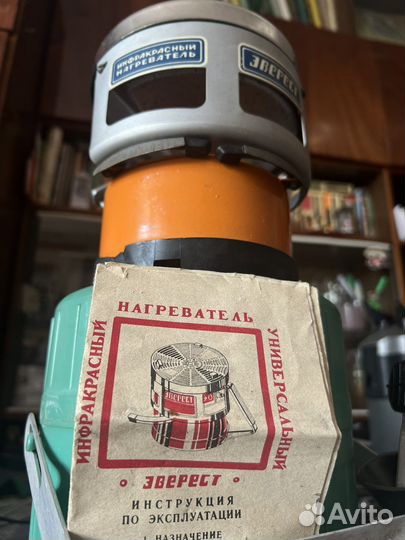 ИНФРАКРАСНЫЙ
НАГРЕВАТЕЛЬ
ЭВЕРЕСТ
ИНФРАКРАСНЫЙ
НАГРЕВАТЕЛЬ
УНИВЕРСАЛЬНЫЙ
ЭВЕРЕСТ
ЭВЕРЕСТ
ИНСТРУКЦИЯ
ПО ЭКСПЛУАТАЦИИ
1. НАЗНАЧЕНИЕ
Avito